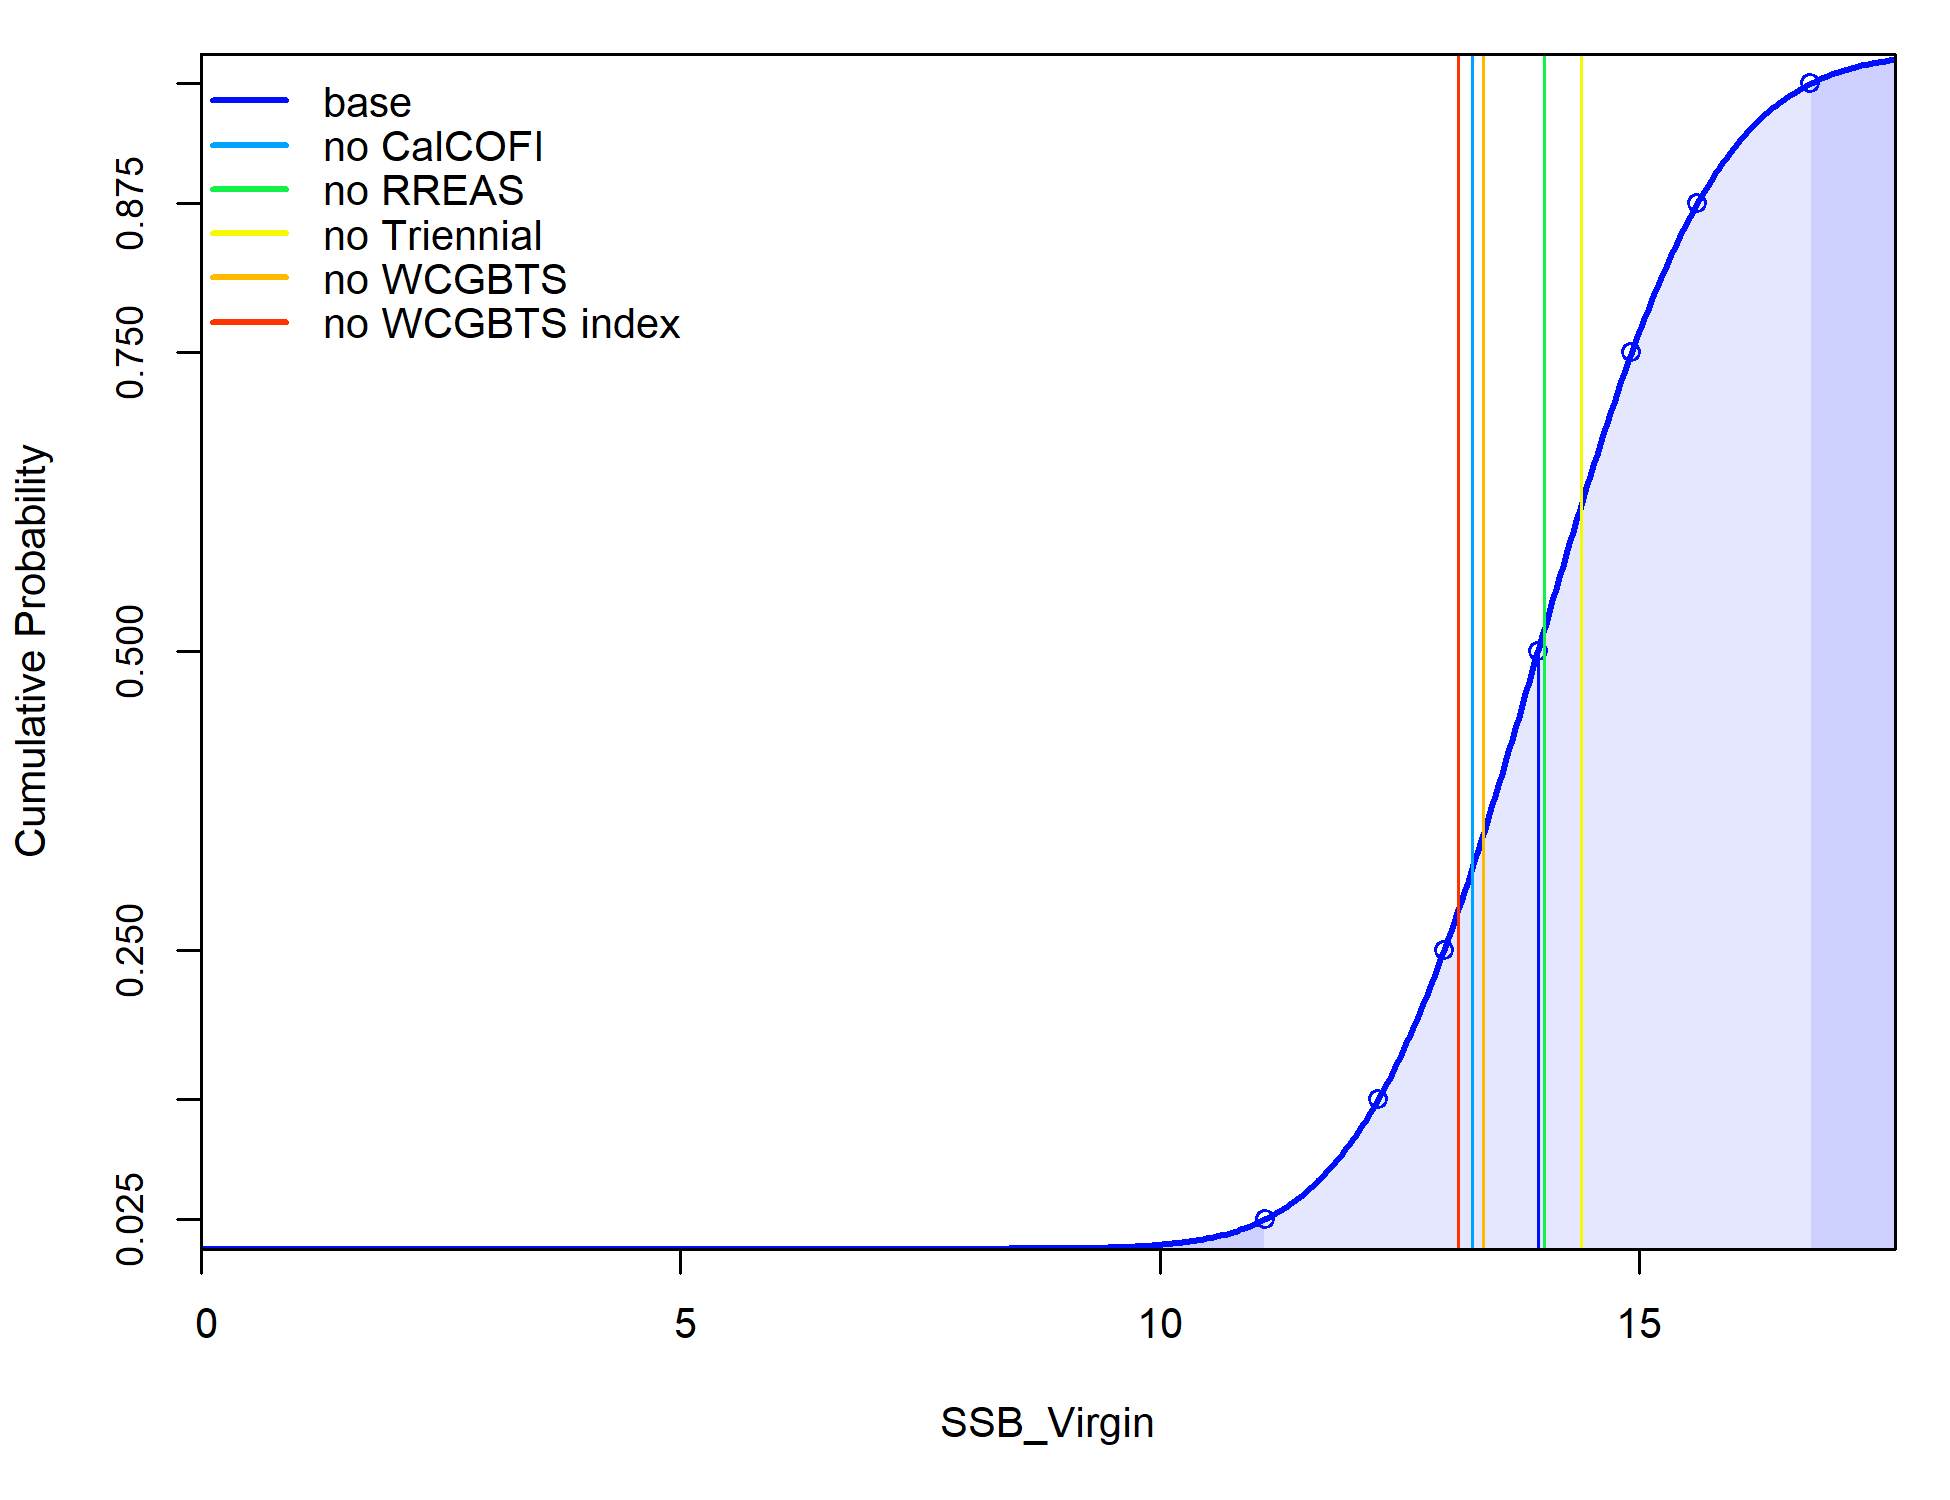 base
no CalCOFI
no RREAS
no Triennial
no WCGBTS
no WCGBTS index
Cumulative Probability
0.875
0.750
0.500
0.250
0.025
0 5 10 15
SSB_Virgin